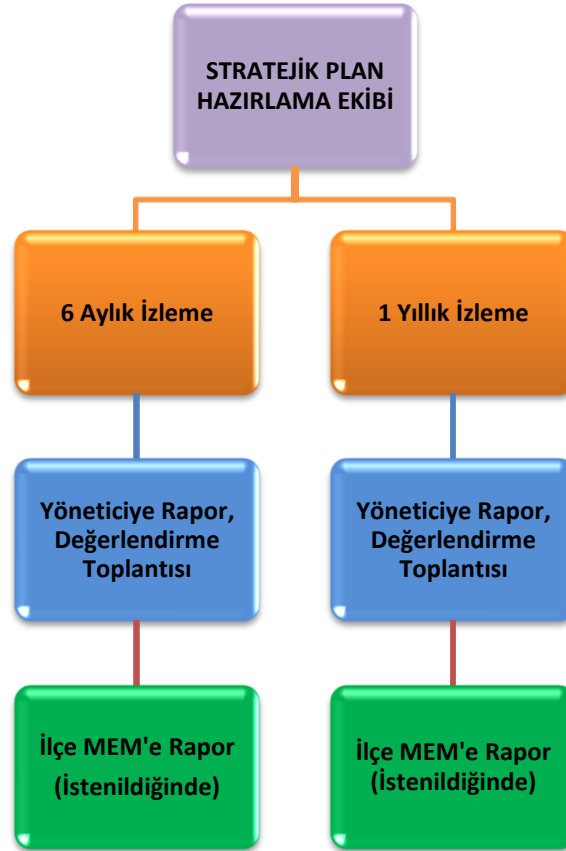 STRATEJİK PLAN
HAZIRLAMA EKİBİ
6 Aylık İzleme
1 Yıllık İzleme
Yöneticiye Rapor,
Değerlendirme
Toplantısı
Yöneticiye Rapor,
Değerlendirme
Toplantısı
İlçe MEM'e Rapor
(İstenildiğinde)
İlçe MEM'e Rapor
(İstenildiğinde)